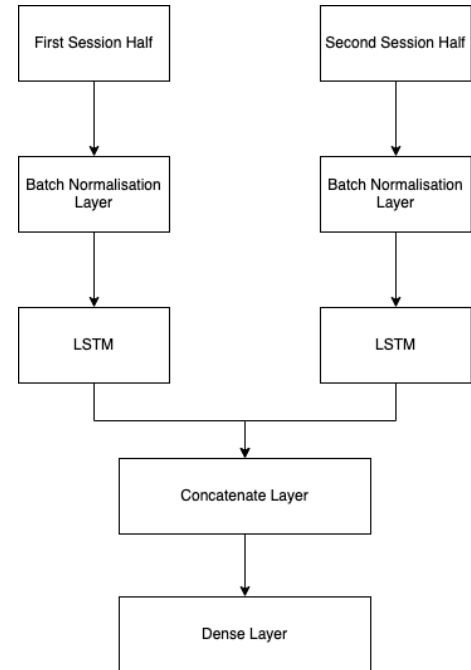 First Session Half
Second Session Half
Batch Normalisation
Layer
Batch Normalisation
Layer
LSTM
LSTM
Concatenate Layer
Dense Layer